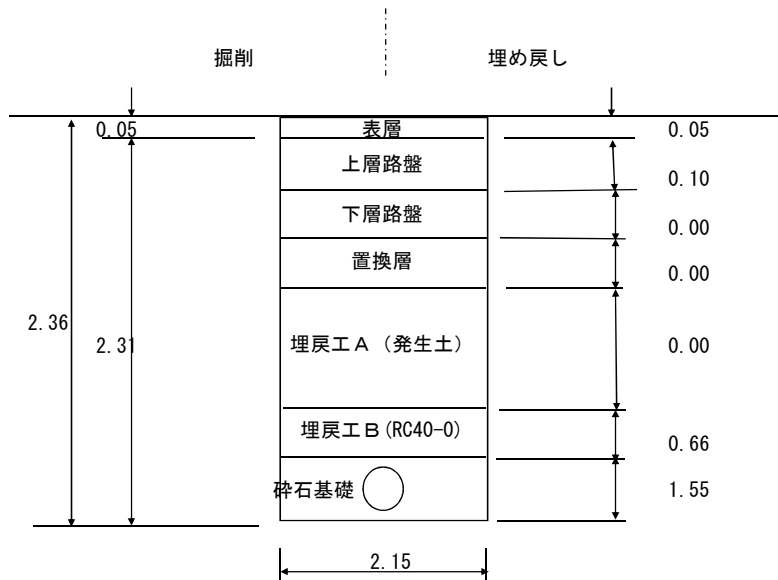 掘削
埋め戻し
0.05
表層
0.05
上層路盤
0.10
下層路盤
0.00
置換層
0.00
2.36
2.31
埋戻工A（発生土）
0.00
埋戻工B(RC40-0)
0.66
砕石基礎
1.55
2.15